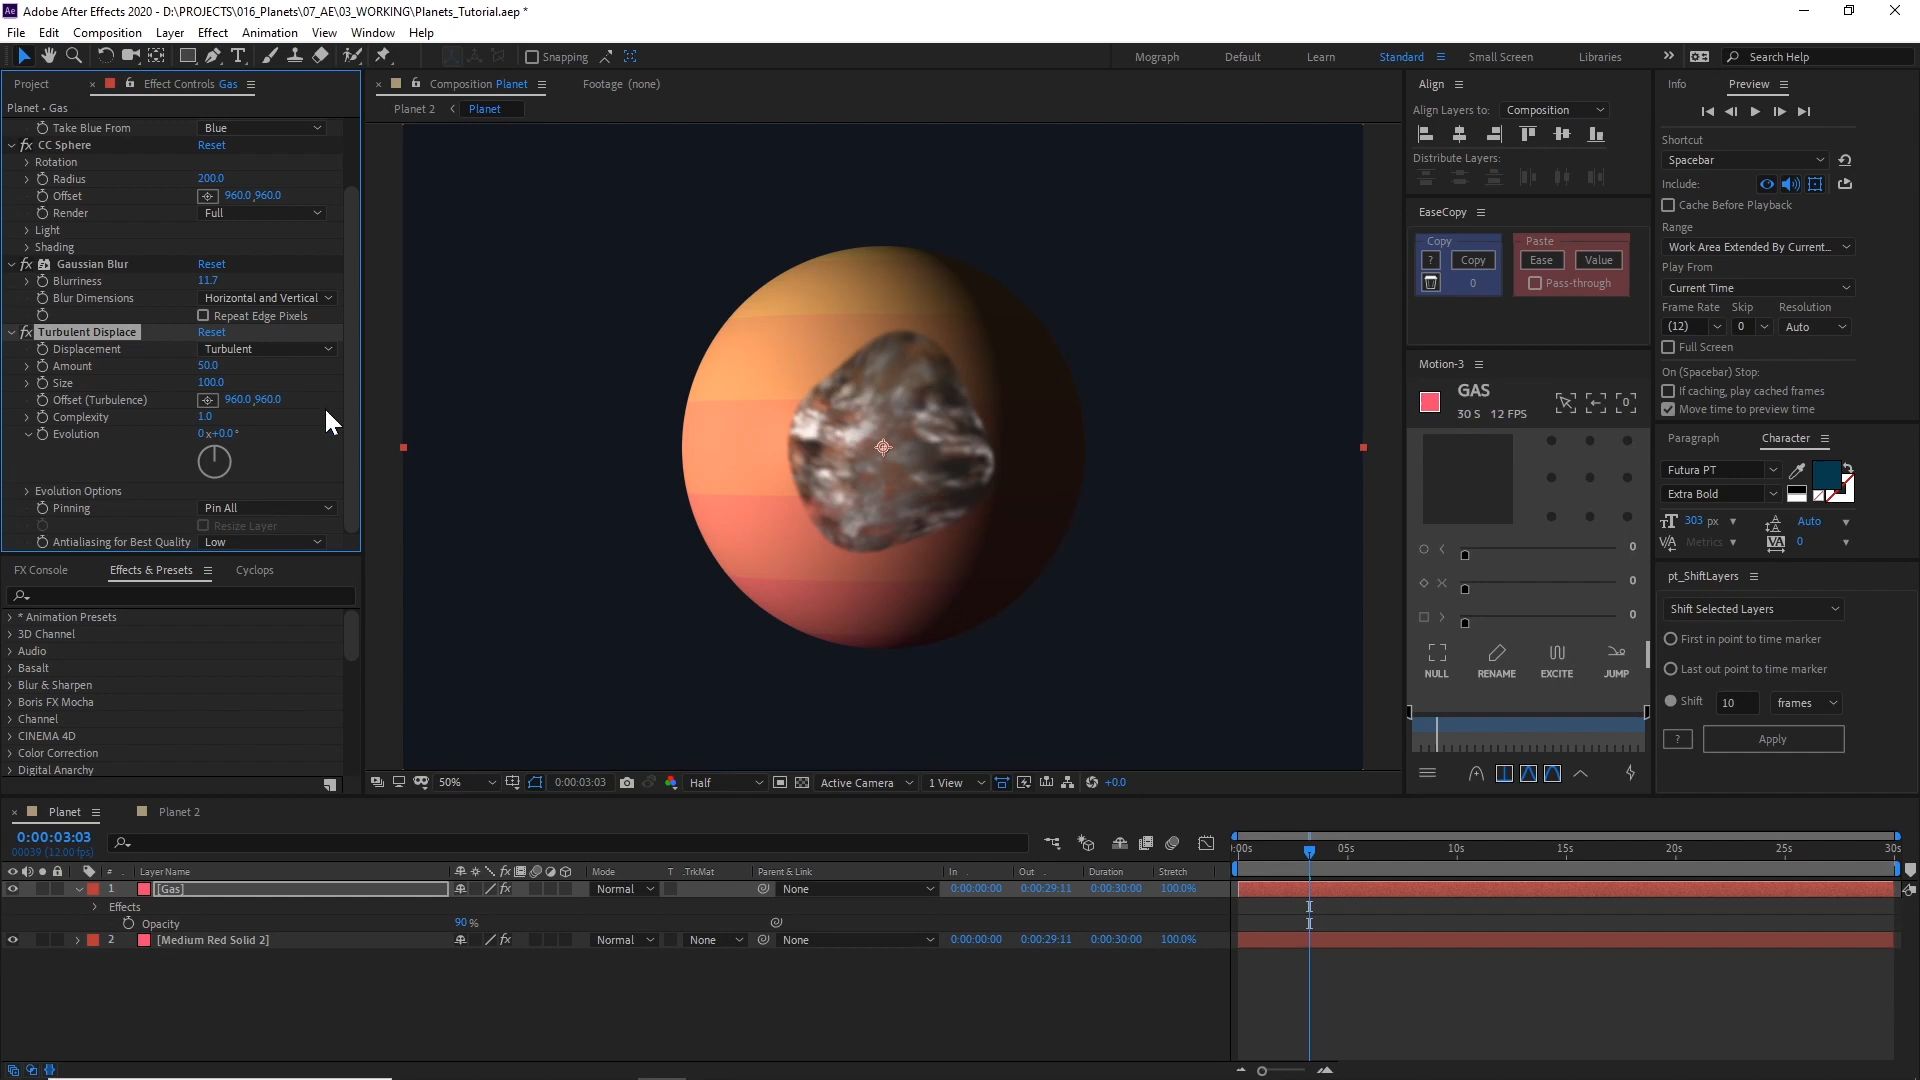 Adobe After Effects 2020 - D:\PROJECTS\016_Planets\07_AE\03_WORKING\Planets_Tutorial.aep *
File Edit Composition Layer Effect Animation View Window Help
Snapping Mograph Default Learn Standard Small Screen Libraries Search Help
Project Effect Controls Gas
Planet • Gas
Take Blue From Blue
fx CC Sphere Reset
Rotation
Radius 200.0
Offset 960.0,960.0
Render Full
Light
Shading
fx Gaussian Blur Reset
Blurriness 11.7
Blur Dimensions Horizontal and Vertical
Repeat Edge Pixels
fx Turbulent Displace Reset
Displacement Turbulent
Amount 50.0
Size 100.0
Offset (Turbulence) 960.0,960.0
Complexity 1.0
Evolution 0x+0.0°
Evolution Options
Pinning Pin All
Resize Layer
Antialiasing for Best Quality Low
FX Console Effects & Presets Cyclops
* Animation Presets
3D Channel
Audio
Basalt
Blur & Sharpen
Boris FX Mocha
Channel
CINEMA 4D
Color Correction
Digital Anarchy
Composition Planet Footage (none)
Planet 2 < Planet
50% 0:00:03:03 Half Active Camera 1 View +0.0
Align
Align Layers to: Composition
Distribute Layers:
EaseCopy
Copy Paste
? Copy Ease Value
0 Pass-through
Motion-3
GAS
30 S 12 FPS
0
0
0
NULL RENAME EXCITE JUMP
Info Preview
Shortcut
Spacebar
Include:
Cache Before Playback
Range
Work Area Extended By Current...
Play From
Current Time
Frame Rate Skip Resolution
(12) 0 Auto
Full Screen
On (Spacebar) Stop:
If caching, play cached frames
Move time to preview time
Paragraph Character
Futura PT
Extra Bold
303 px Auto
Metrics 0
pt_ShiftLayers
Shift Selected Layers
First in point to time marker
Last out point to time marker
Shift 10 frames
? Apply
Planet Planet 2
0:00:03:03
00039 (12.00 fps)
# Layer Name Mode T .TrkMat Parent & Link In Out Duration Stretch
:00s 05s 10s 15s 20s 25s 30s
1 [Gas] Normal None 0:00:00:00 0:00:29:11 0:00:30:00 100.0%
Effects
Opacity 90 %
2 [Medium Red Solid 2] Normal None None 0:00:00:00 0:00:29:11 0:00:30:00 100.0%